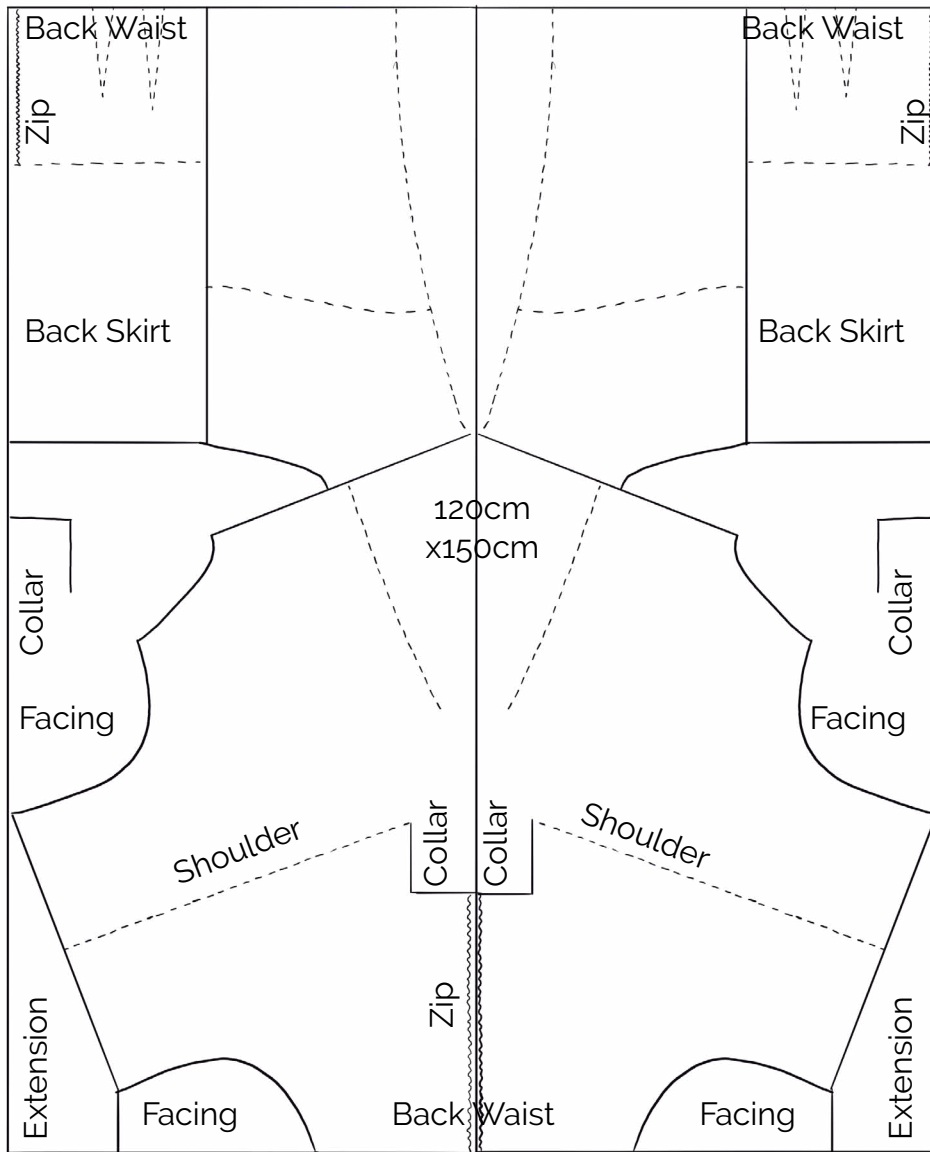 Back Waist
Back Waist
Zip
Zip
Back Skirt
Back Skirt
120cm
x150cm
Collar
Collar
Facing
Facing
Shoulder
Collar
Collar
Shoulder
Zip
Extension
Extension
Facing
Back Waist
Facing